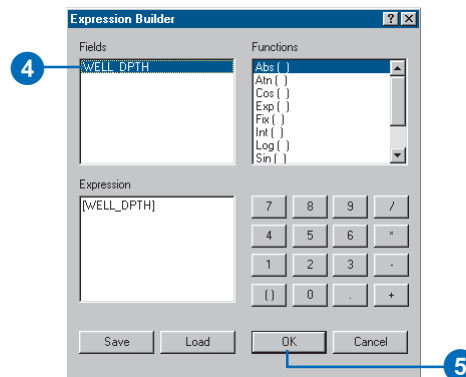 Expression Builder ? ×
Fields Functions
4
WELL_DPTH
Abs ( )
Atn ( )
Cos ( )
Exp ( )
Fix ( )
Int ( )
Log ( )
Sin ( )
Expression
[WELL_DPTH]
7 8 9 /
4 5 6 *
1 2 3 -
( ) 0 . +
Save Load OK Cancel
5